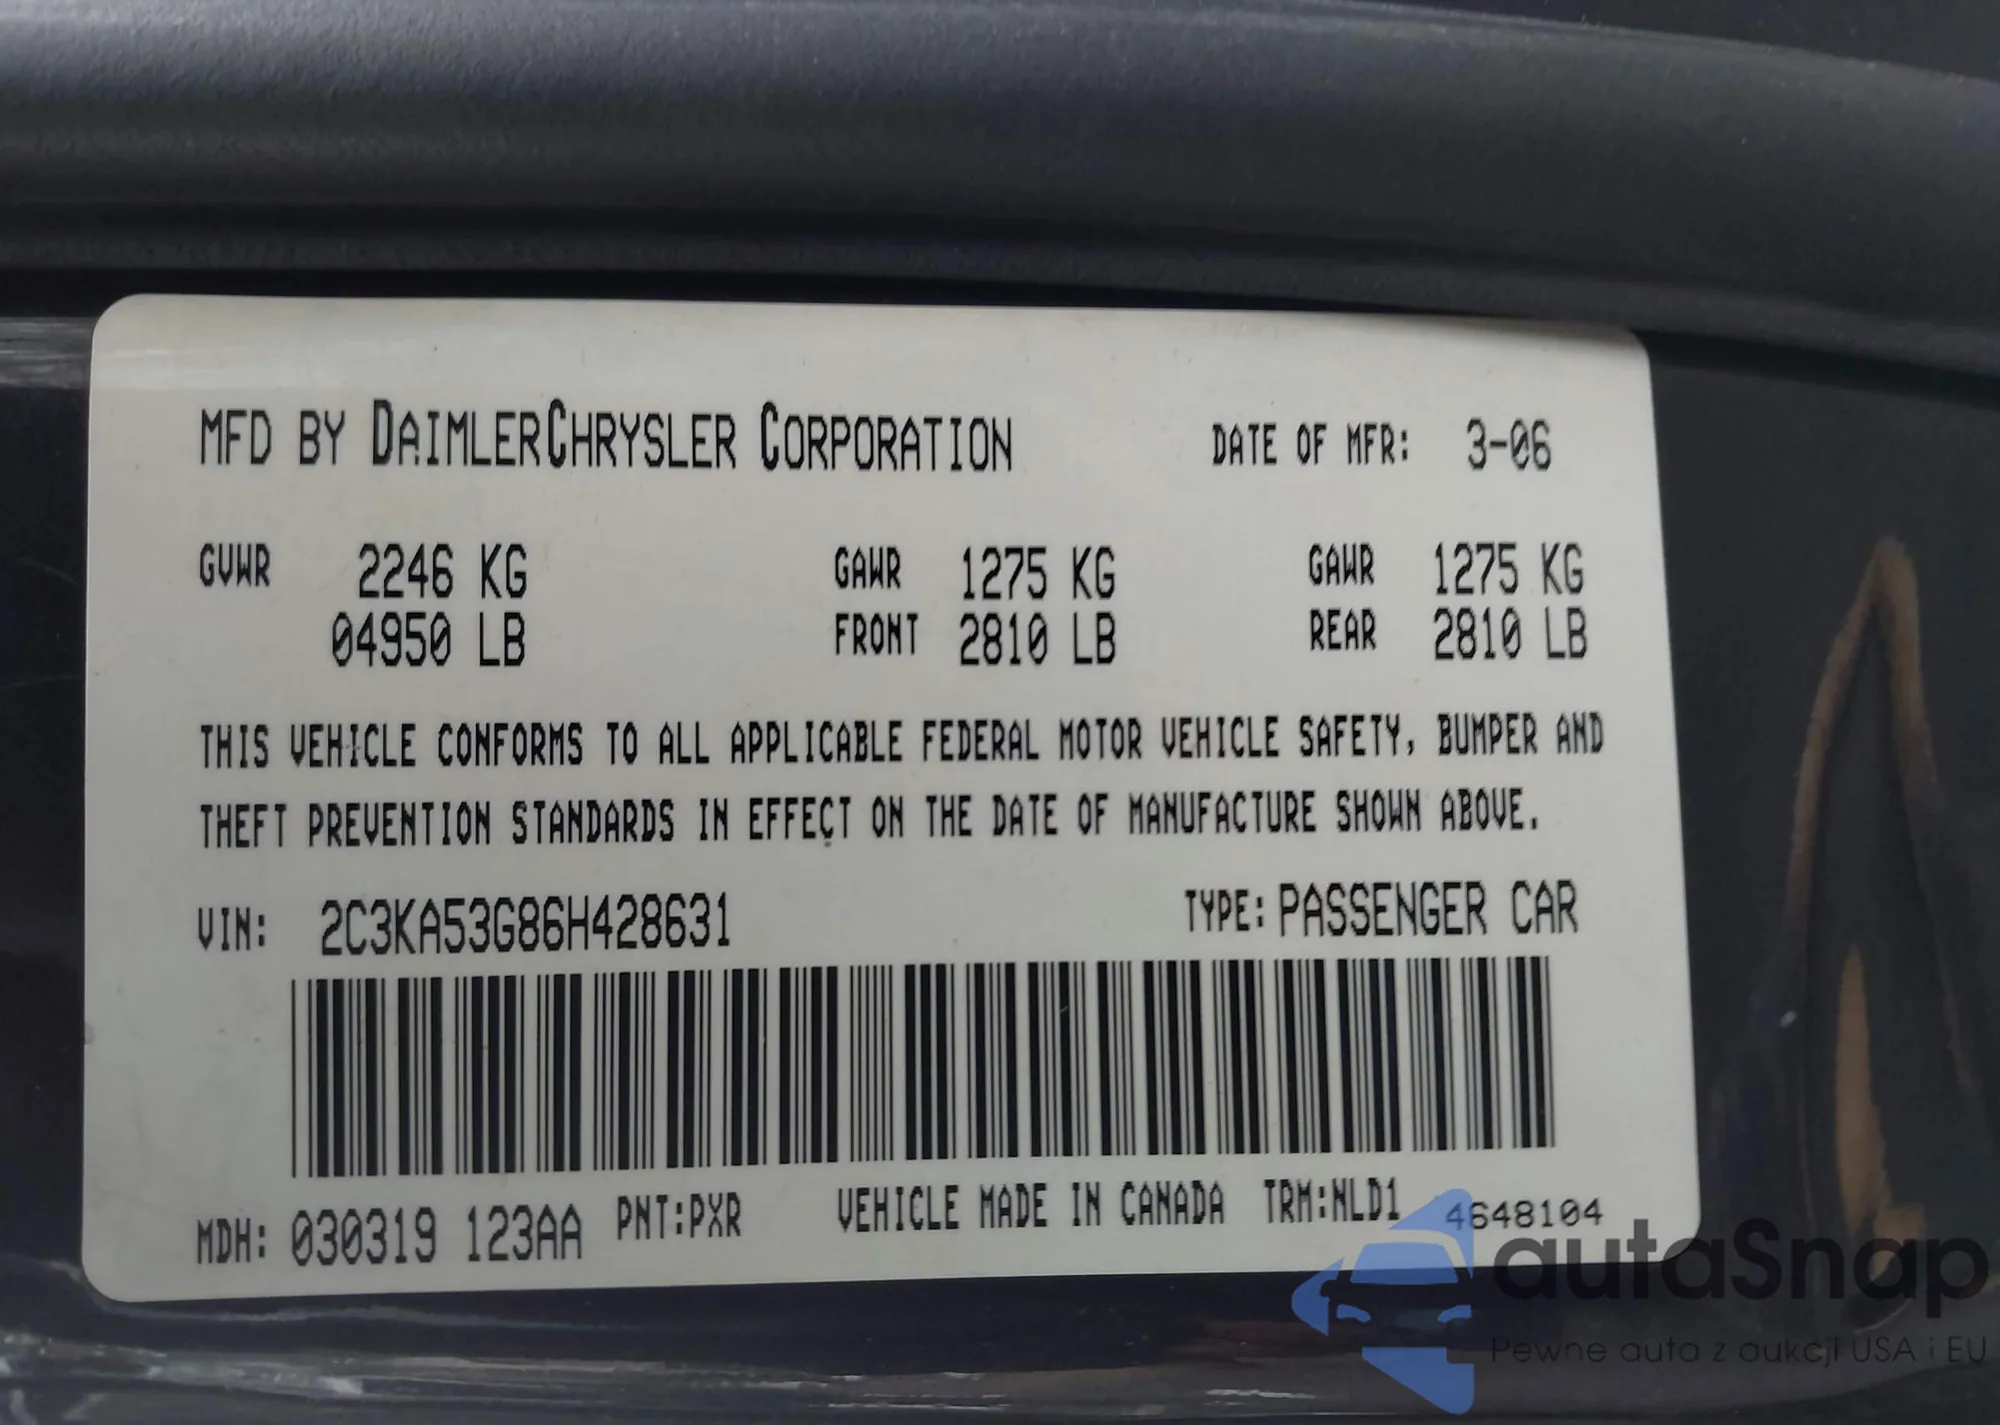 MFD BY DAIMLERCHRYSLER CORPORATION DATE OF MFR: 3-06
GVWR 2246 KG GAWR 1275 KG GAWR 1275 KG
04950 LB FRONT 2810 LB REAR 2810 LB
THIS VEHICLE CONFORMS TO ALL APPLICABLE FEDERAL MOTOR VEHICLE SAFETY, BUMPER AND
THEFT PREVENTION STANDARDS IN EFFECT ON THE DATE OF MANUFACTURE SHOWN ABOVE.
VIN: 2C3KA53G86H428631 TYPE: PASSENGER CAR
MDH: 030319 123AA PNT:PXR VEHICLE MADE IN CANADA TRM:NLD1 4648104
autaSnap
Pewne auta z aukcji USA i EU